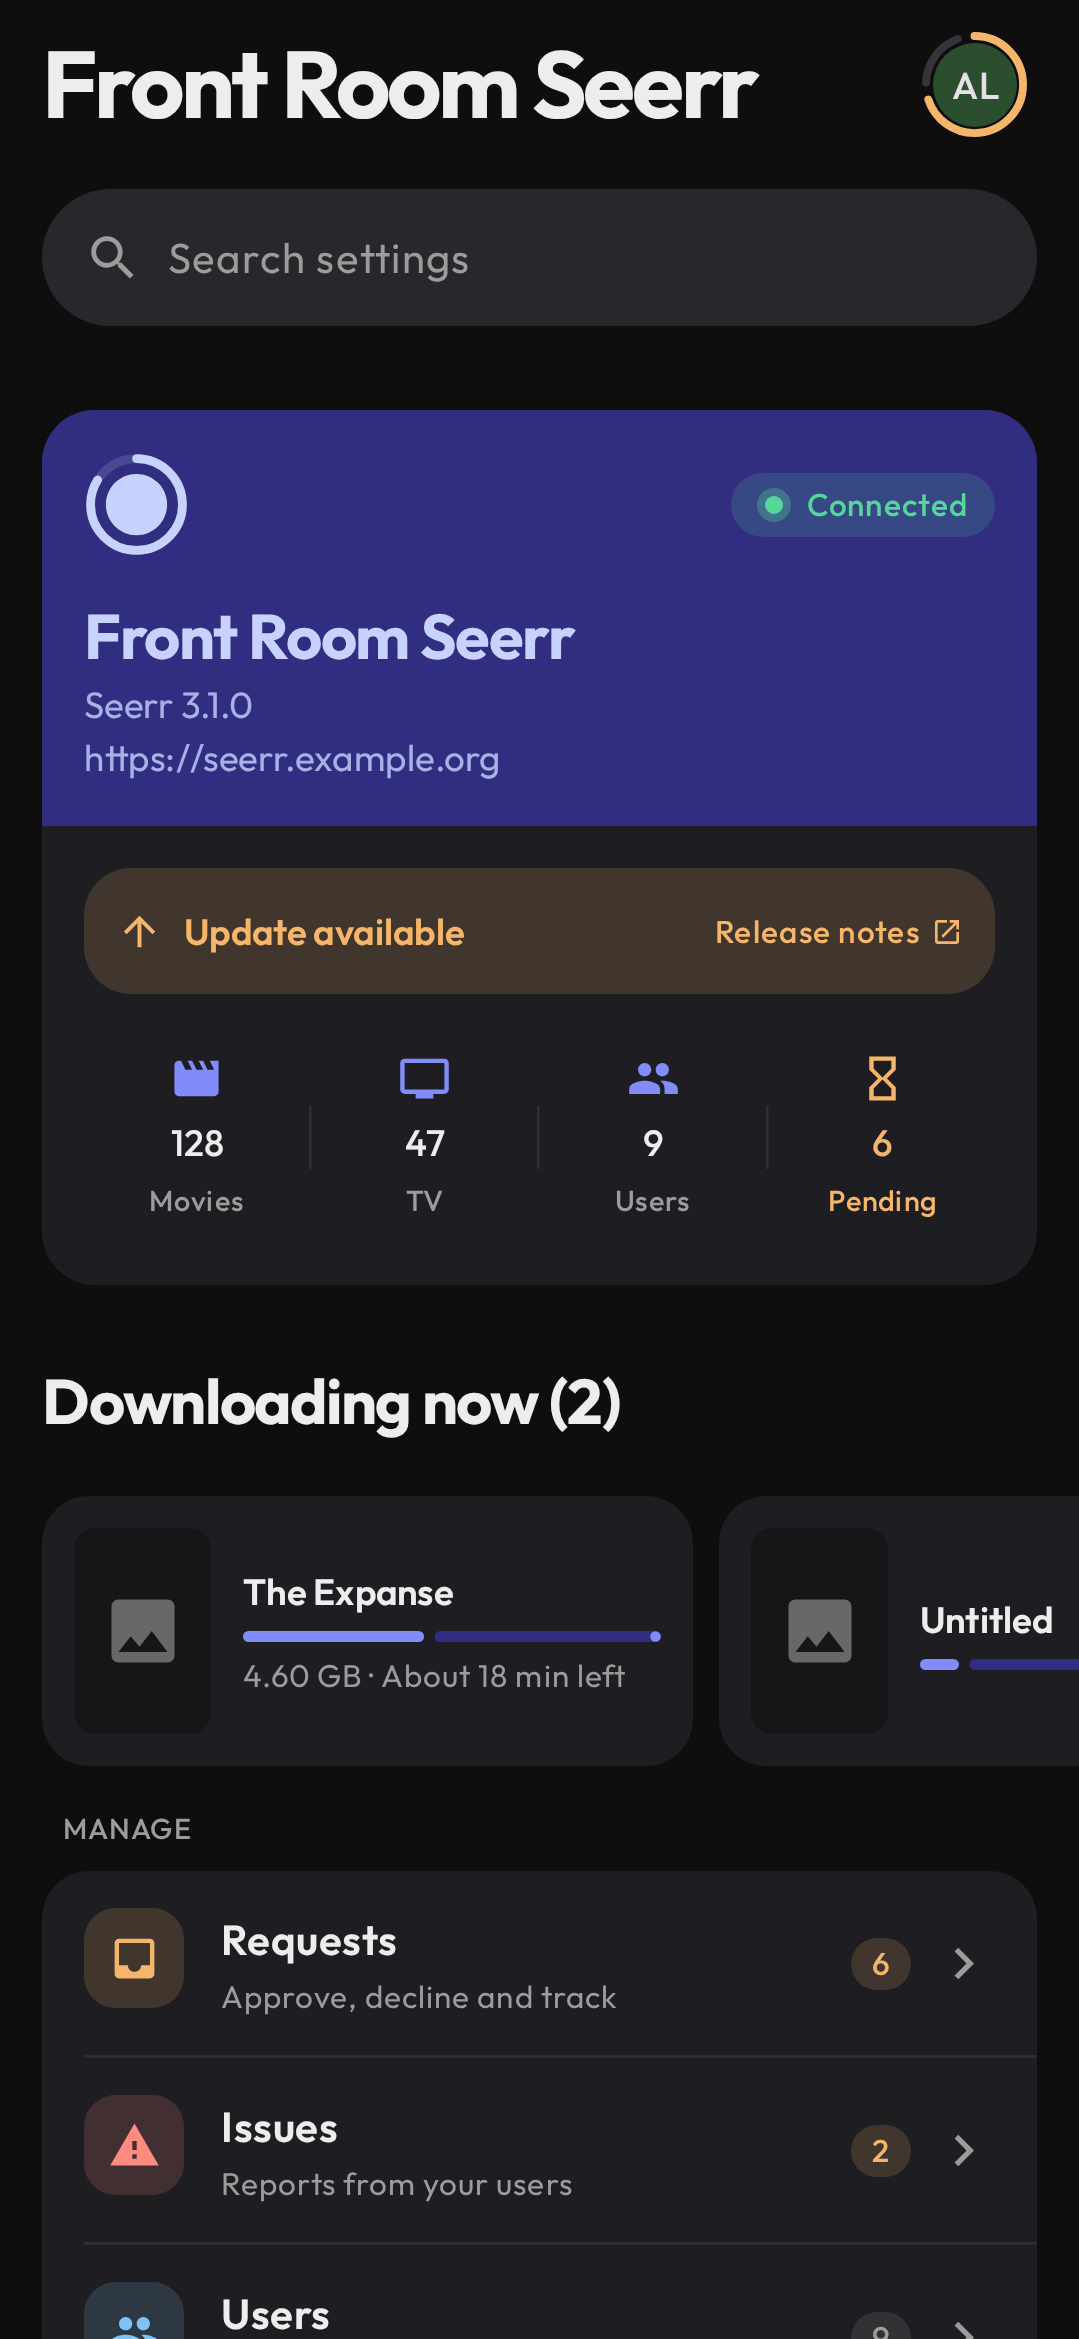 Front Room Seerr
AL
Search settings
Connected
Front Room Seerr
Seerr 3.1.0
https://seerr.example.org
Update available
Release notes
128
47
9
6
Movies
TV
Users
Pending
Downloading now (2)
The Expanse
4.60 GB · About 18 min left
Untitled
MANAGE
Requests
6
Approve, decline and track
Issues
2
Reports from your users
Users